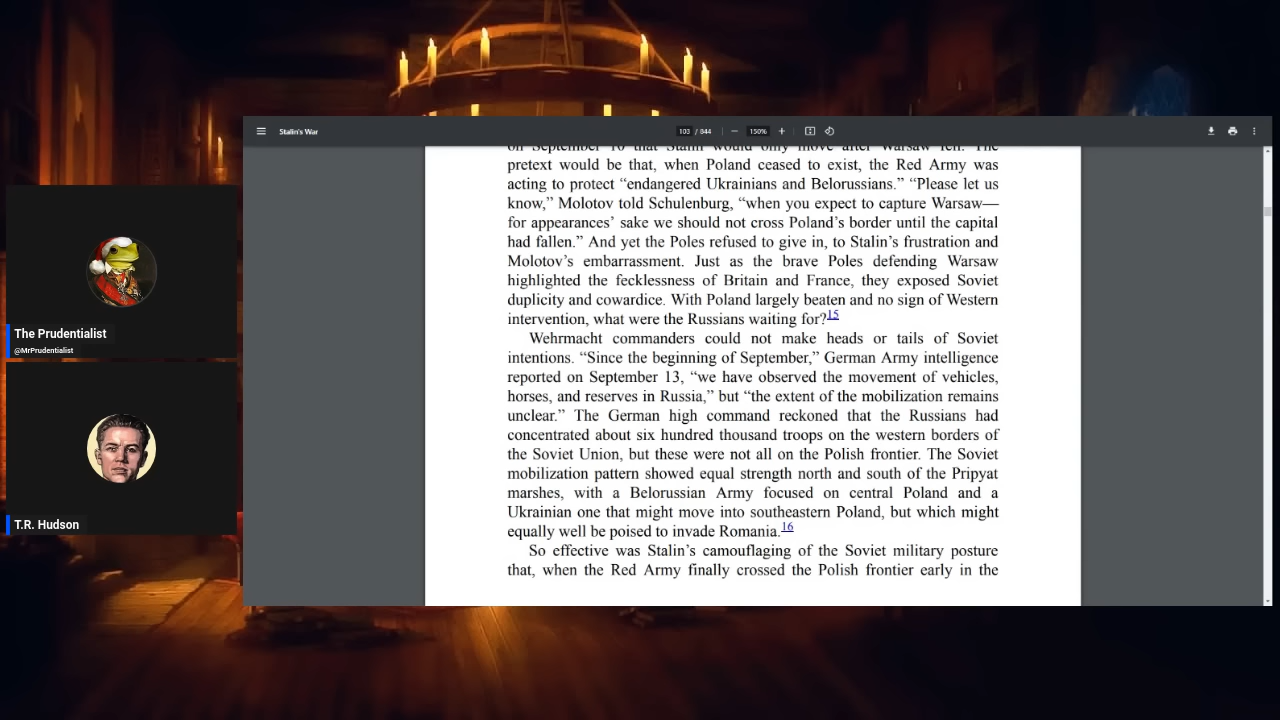 Stalin's War
103 / 844
150%
on September 10 that Stalin would only move after Warsaw fell. The
pretext would be that, when Poland ceased to exist, the Red Army was
acting to protect “endangered Ukrainians and Belorussians.” “Please let us
know,” Molotov told Schulenburg, “when you expect to capture Warsaw—
for appearances’ sake we should not cross Poland’s border until the capital
had fallen.” And yet the Poles refused to give in, to Stalin’s frustration and
Molotov’s embarrassment. Just as the brave Poles defending Warsaw
highlighted the fecklessness of Britain and France, they exposed Soviet
duplicity and cowardice. With Poland largely beaten and no sign of Western
intervention, what were the Russians waiting for?15
Wehrmacht commanders could not make heads or tails of Soviet
intentions. “Since the beginning of September,” German Army intelligence
reported on September 13, “we have observed the movement of vehicles,
horses, and reserves in Russia,” but “the extent of the mobilization remains
unclear.” The German high command reckoned that the Russians had
concentrated about six hundred thousand troops on the western borders of
the Soviet Union, but these were not all on the Polish frontier. The Soviet
mobilization pattern showed equal strength north and south of the Pripyat
marshes, with a Belorussian Army focused on central Poland and a
Ukrainian one that might move into southeastern Poland, but which might
equally well be poised to invade Romania.16
So effective was Stalin’s camouflaging of the Soviet military posture
that, when the Red Army finally crossed the Polish frontier early in the
The Prudentialist
@MrPrudentialist
T.R. Hudson